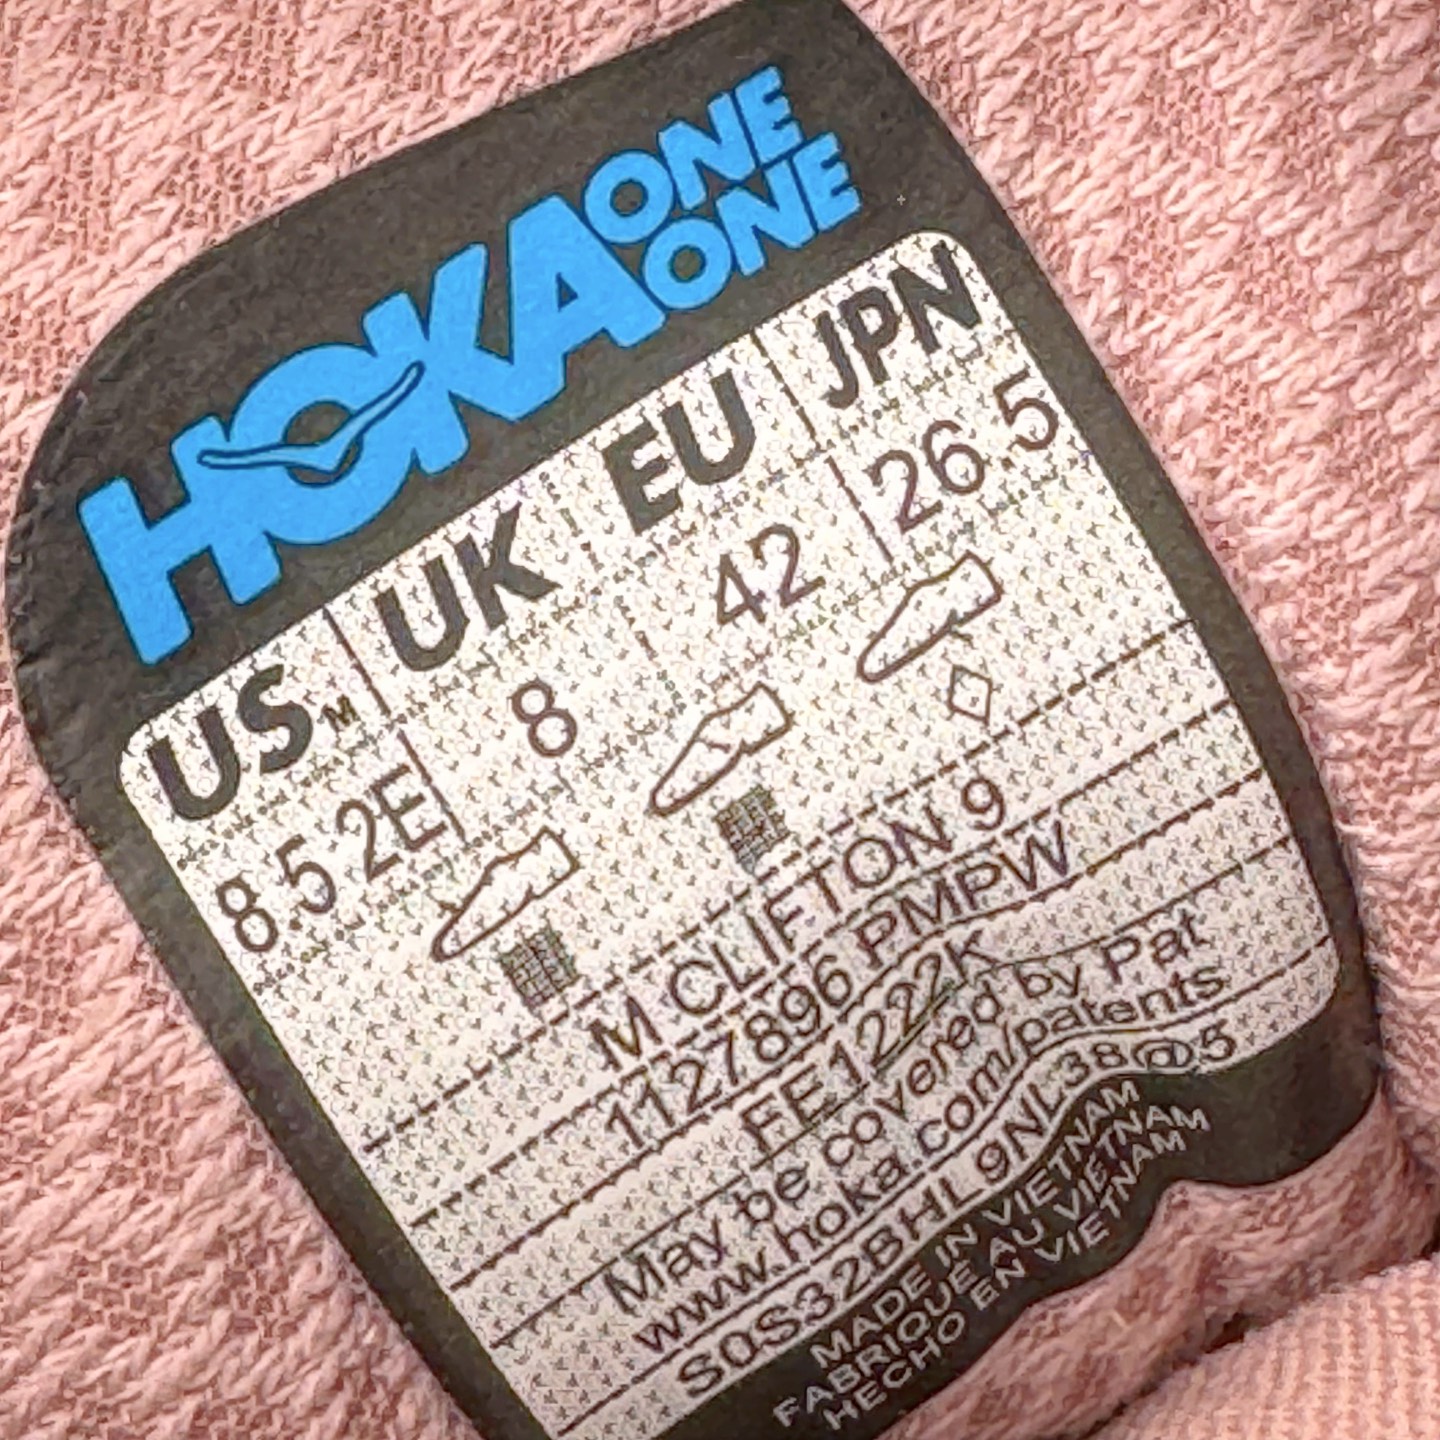 HOKA ONE ONE
US M UK EU JPN
8.5 2E 8 42 26.5
M CLIFTON 9
1127896 PMPW
FE1222K
May be covered by Pat
www.hoka.com/patents
S0S32BHL9NL38@5
MADE IN VIETNAM
FABRIQUE AU VIETNAM
HECHO EN VIETNAM